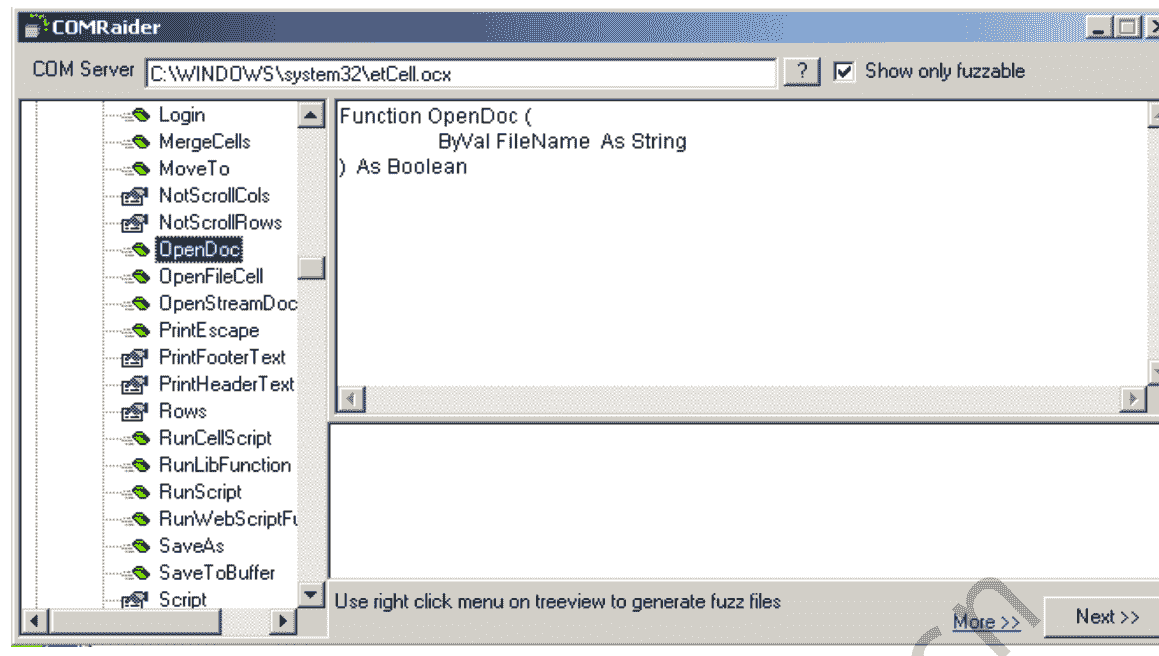 COMRaider
COM Server C:\WINDOWS\system32\etCell.ocx ? Show only fuzzable
Login
MergeCells
MoveTo
NotScrollCols
NotScrollRows
OpenDoc
OpenFileCell
OpenStreamDoc
PrintEscape
PrintFooterText
PrintHeaderText
Rows
RunCellScript
RunLibFunction
RunScript
RunWebScriptFu
SaveAs
SaveToBuffer
Script
Function OpenDoc (
ByVal FileName As String
) As Boolean
Use right click menu on treeview to generate fuzz files
More >> Next >>